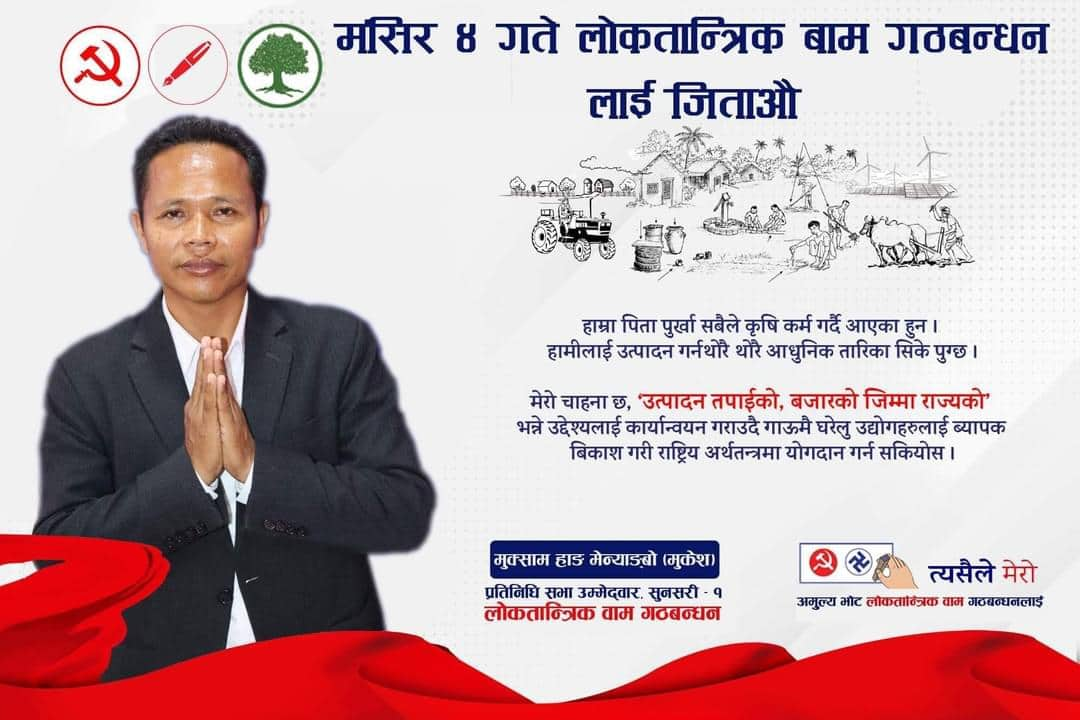 मंसिर ४ गते लोकतान्त्रिक बाम गठबन्धन
लाई जिताऔ
हाम्रा पिता पुर्खा सबैले कृषि कर्म गर्दै आएका हुन ।
हामीलाई उत्पादन गर्नथोरै थोरै आधुनिक तारिका सिके पुग्छ ।
मेरो चाहना छ, ‘उत्पादन तपाईको, बजारको जिम्मा राज्यको’
भन्ने उद्देश्यलाई कार्यान्वयन गराउदै गाऊमै घरेलु उद्योगहरुलाई ब्यापक
बिकाश गरी राष्ट्रिय अर्थतन्त्रमा योगदान गर्न सकियोस ।
मुक्साम हाङ मेन्याङ्बो (मुकेश)
प्रतिनिधि सभा उम्मेदवार, सुनसरी - १
लोकतान्त्रिक वाम गठबन्धन
त्यसैले मेरो
अमुल्य भोट लोकतान्त्रिक वाम गठबन्धनलाई